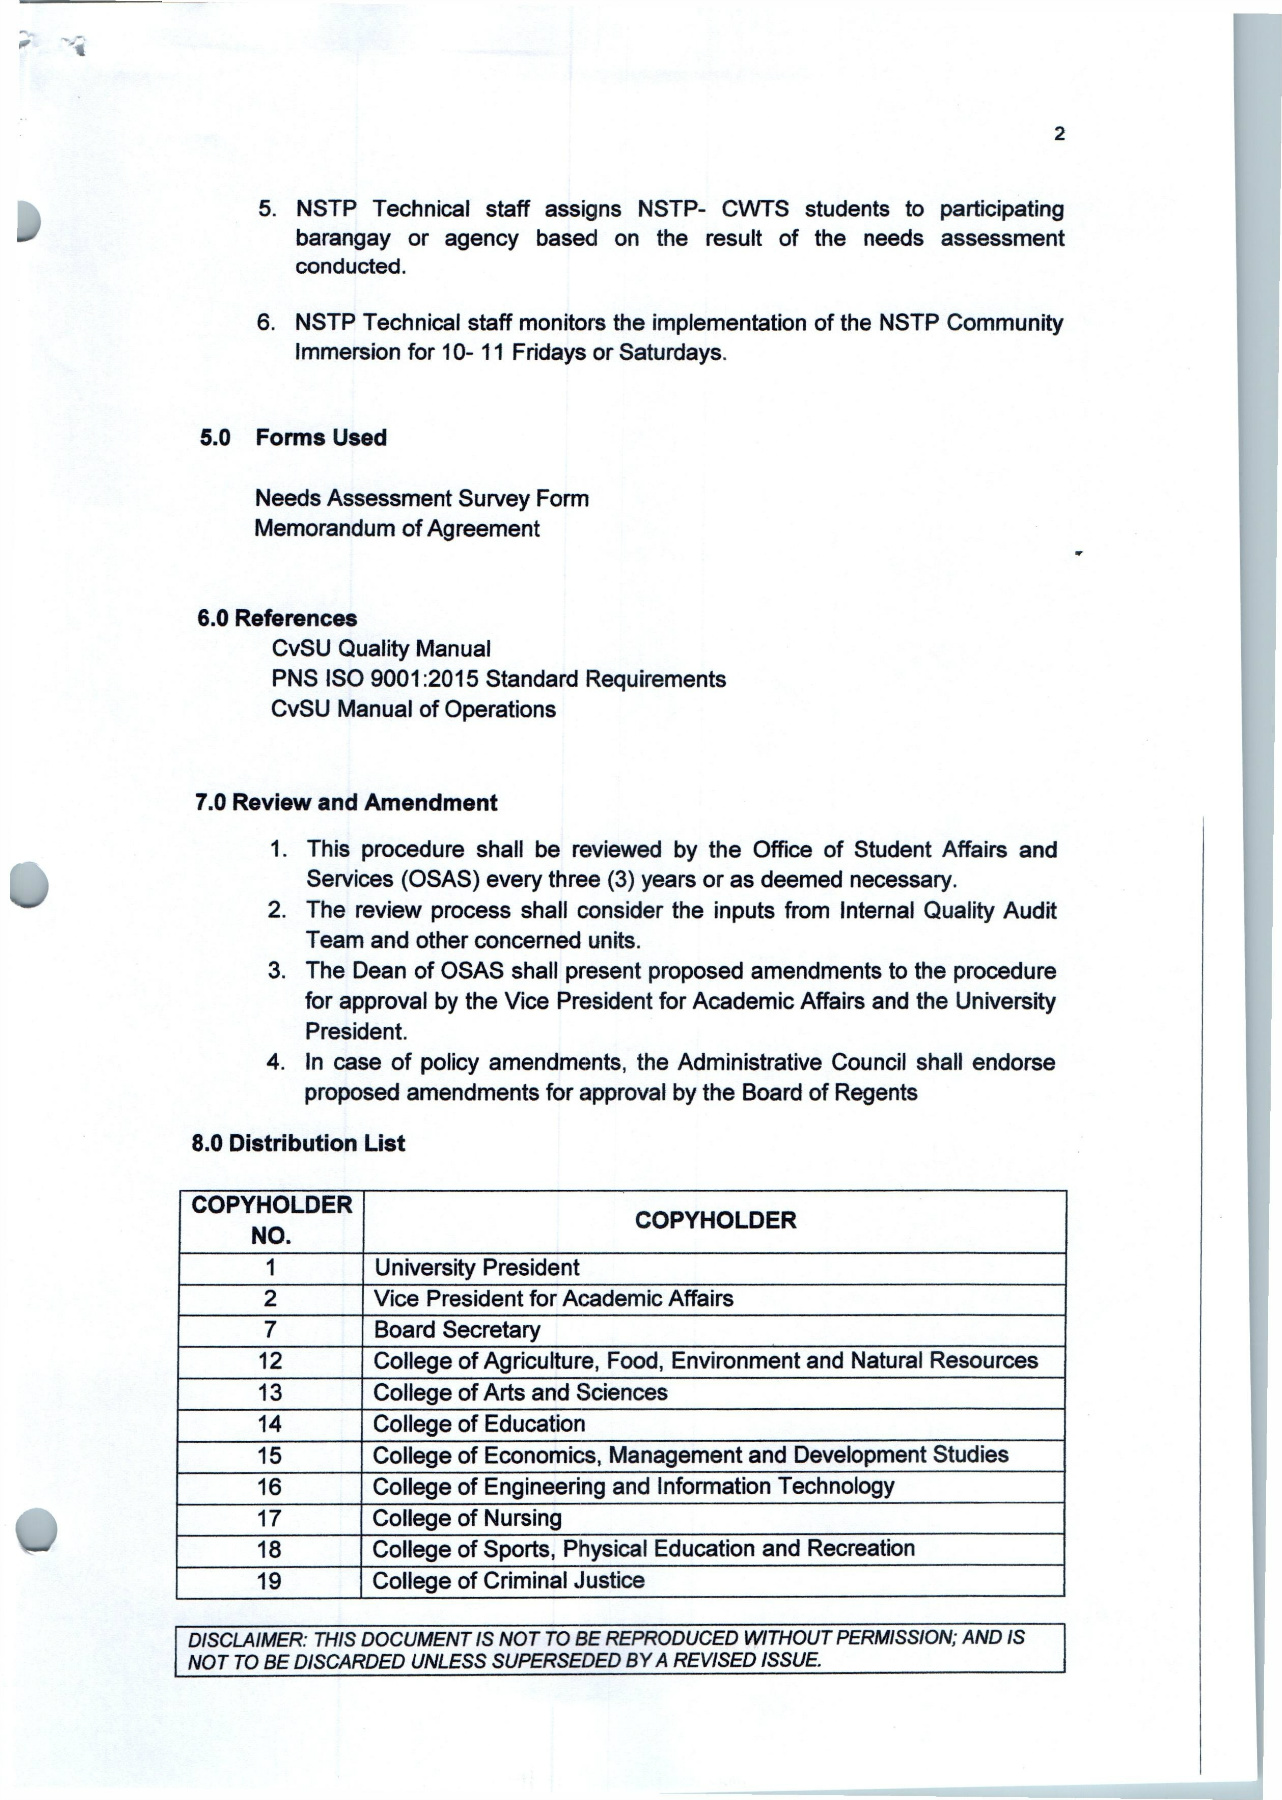 2
5. NSTP Technical staff assigns NSTP- CWTS students to participating
barangay or agency based on the result of the needs assessment
conducted.
6. NSTP Technical staff monitors the implementation of the NSTP Community
Immersion for 10- 11 Fridays or Saturdays.
5.0 Forms Used
Needs Assessment Survey Form
Memorandum of Agreement
6.0 References
CvSU Quality Manual
PNS ISO 9001:2015 Standard Requirements
CvSU Manual of Operations
7.0 Review and Amendment
1. This procedure shall be reviewed by the Office of Student Affairs and
Services (OSAS) every three (3) years or as deemed necessary.
2. The review process shall consider the inputs from Internal Quality Audit
Team and other concerned units.
3. The Dean of OSAS shall present proposed amendments to the procedure
for approval by the Vice President for Academic Affairs and the University
President.
4. In case of policy amendments, the Administrative Council shall endorse
proposed amendments for approval by the Board of Regents
8.0 Distribution List
COPYHOLDER
NO.
COPYHOLDER
1 University President
2 Vice President for Academic Affairs
7 Board Secretary
12 College of Agriculture, Food, Environment and Natural Resources
13 College of Arts and Sciences
14 College of Education
15 College of Economics, Management and Development Studies
16 College of Engineering and Information Technology
17 College of Nursing
18 College of Sports, Physical Education and Recreation
19 College of Criminal Justice
DISCLAIMER: THIS DOCUMENT IS NOT TO BE REPRODUCED WITHOUT PERMISSION; AND IS
NOT TO BE DISCARDED UNLESS SUPERSEDED BY A REVISED ISSUE.